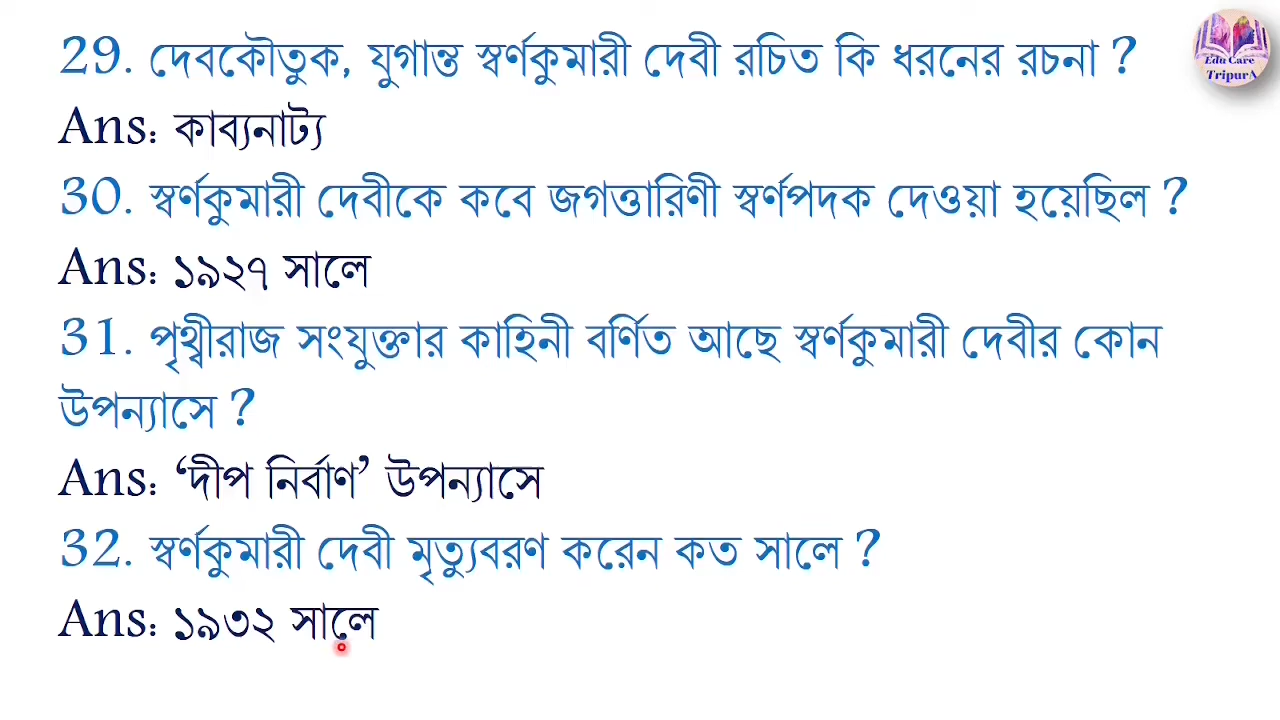 29. দেবকৌতুক, যুগান্ত স্বর্ণকুমারী দেবী রচিত কি ধরনের রচনা ?
Edu Care
TripurA
Ans: কাব্যনাট্য
30. স্বর্ণকুমারী দেবীকে কবে জগত্তারিণী স্বর্ণপদক দেওয়া হয়েছিল ?
Ans: ১৯২৭ সালে
31. পৃথ্বীরাজ সংযুক্তার কাহিনী বর্ণিত আছে স্বর্ণকুমারী দেবীর কোন
উপন্যাসে ?
Ans: ‘দীপ নির্বাণ’ উপন্যাসে
32. স্বর্ণকুমারী দেবী মৃত্যুবরণ করেন কত সালে ?
Ans: ১৯৩২ সালে